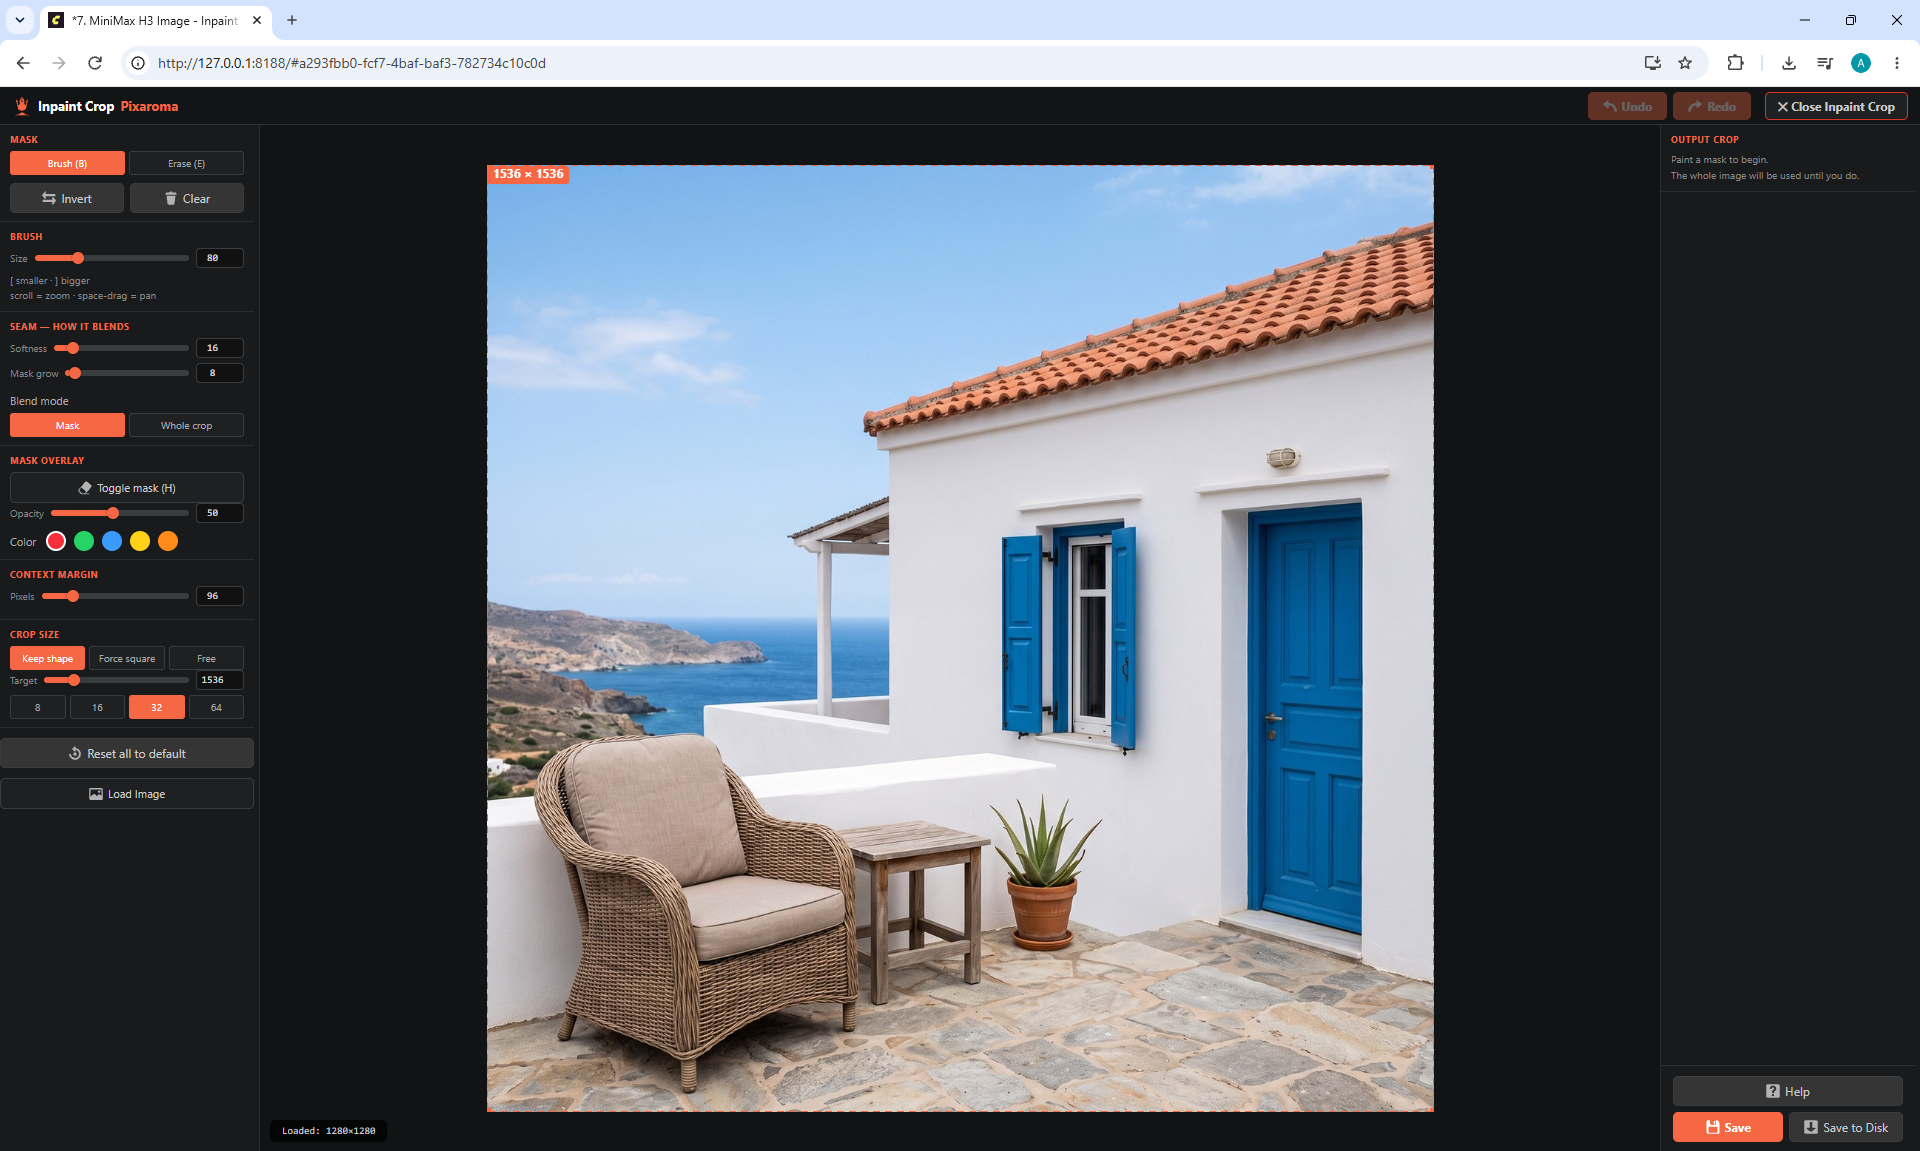 *7. MiniMax H3 Image - Inpaint
http://127.0.0.1:8188/#a293fbb0-fcf7-4baf-baf3-782734c10c0d
A
Inpaint Crop Pixaroma
Undo
Redo
Close Inpaint Crop
MASK
Brush (B)
Erase (E)
Invert
Clear
BRUSH
Size
80
[ smaller · ] bigger
scroll = zoom · space-drag = pan
SEAM — HOW IT BLENDS
Softness
16
Mask grow
8
Blend mode
Mask
Whole crop
MASK OVERLAY
Toggle mask (H)
Opacity
50
Color
CONTEXT MARGIN
Pixels
96
CROP SIZE
Keep shape
Force square
Free
Target
1536
8
16
32
64
Reset all to default
Load Image
1536 × 1536
Loaded: 1280×1280
OUTPUT CROP
Paint a mask to begin.
The whole image will be used until you do.
Help
Save
Save to Disk